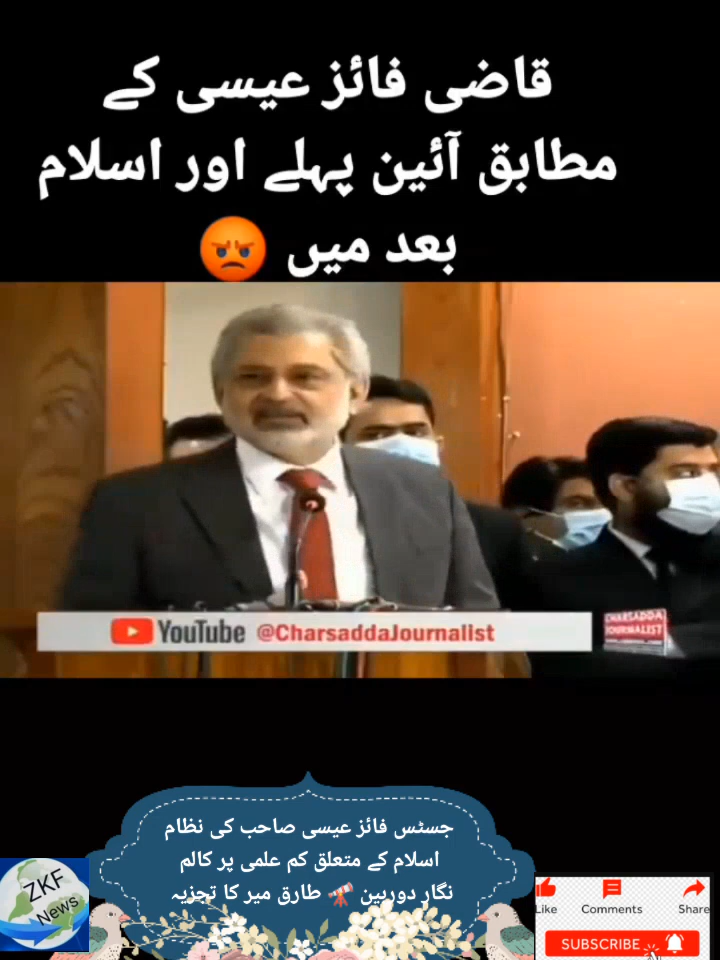 قاضی فائز عیسی کے
مطابق آئین پہلے اور اسلام
بعد میں 😡
YouTube @CharsaddaJournalist
CHARSADDA
JOURNALIST
جسٹس فائز عیسی صاحب کی نظام
اسلام کے متعلق کم علمی پر کالم
نگار دوربین 🔭 طارق میر کا تجزیہ
ZKF
News
Like Comments Share
SUBSCRIBE